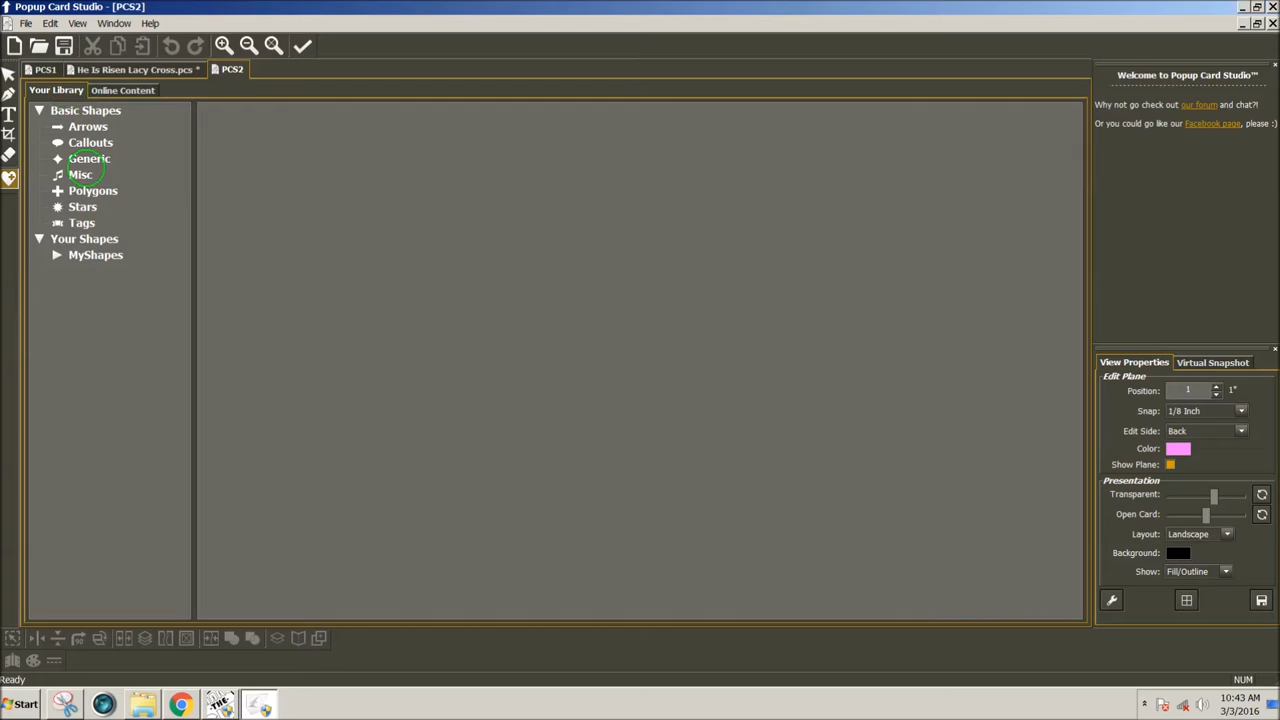 Popup Card Studio - [PCS2]
File Edit View Window Help
PCS1 He Is Risen Lacy Cross.pcs * PCS2
Your Library Online Content
Basic Shapes
Arrows
Callouts
Generic
Misc
Polygons
Stars
Tags
Your Shapes
MyShapes
Welcome to Popup Card Studio™
Why not go check out our forum and chat?!
Or you could go like our Facebook page, please :)
View Properties Virtual Snapshot
Edit Plane
Position: 1 1"
Snap: 1/8 Inch
Edit Side: Back
Color:
Show Plane:
Presentation
Transparent:
Open Card:
Layout: Landscape
Background:
Show: Fill/Outline
Ready NUM
Start THE 10:43 AM
3/3/2016